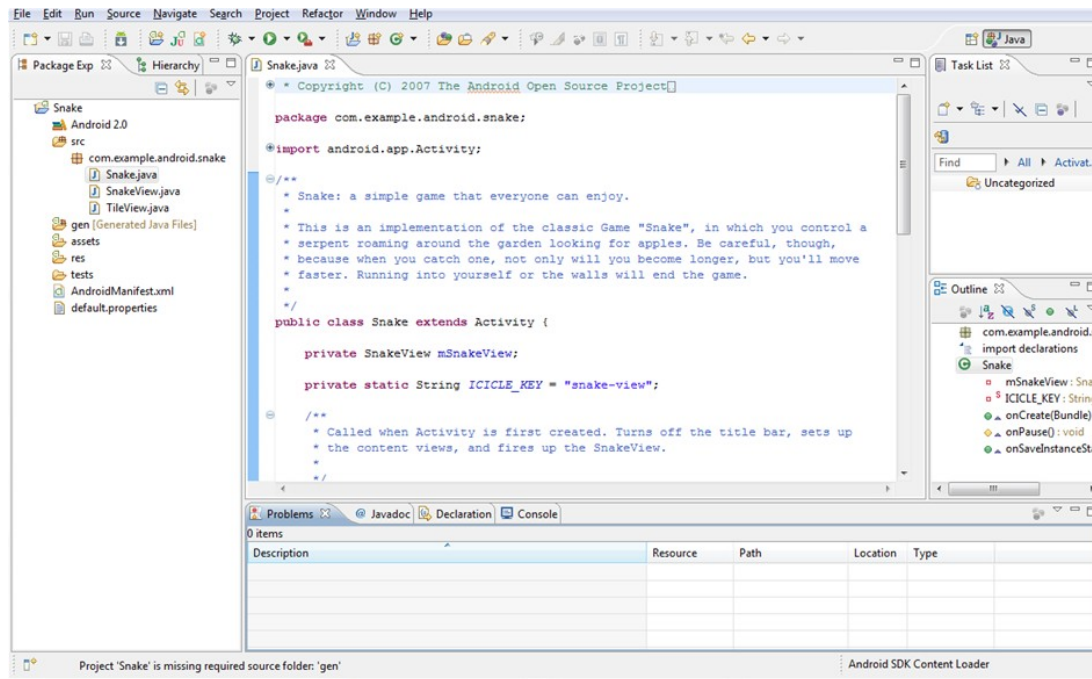 File Edit Run Source Navigate Search Project Refactor Window Help
Java
Package Exp Hierarchy
Snake
Android 2.0
src
com.example.android.snake
Snake.java
SnakeView.java
TileView.java
gen [Generated Java Files]
assets
res
tests
AndroidManifest.xml
default.properties
Snake.java
* Copyright (C) 2007 The Android Open Source Project
package com.example.android.snake;
import android.app.Activity;
/**
* Snake: a simple game that everyone can enjoy.
*
* This is an implementation of the classic Game "Snake", in which you control a
* serpent roaming around the garden looking for apples. Be careful, though,
* because when you catch one, not only will you become longer, but you'll move
* faster. Running into yourself or the walls will end the game.
*
*/
public class Snake extends Activity {
private SnakeView mSnakeView;
private static String ICICLE_KEY = "snake-view";
/**
* Called when Activity is first created. Turns off the title bar, sets up
* the content views, and fires up the SnakeView.
*
*/
Task List
Find All Activat.
Uncategorized
Outline
com.example.android.
import declarations
Snake
mSnakeView : Sna
ICICLE_KEY : String
onCreate(Bundle)
onPause() : void
onSaveInstanceSta
Problems Javadoc Declaration Console
0 items
Description Resource Path Location Type
Project 'Snake' is missing required source folder: 'gen'
Android SDK Content Loader